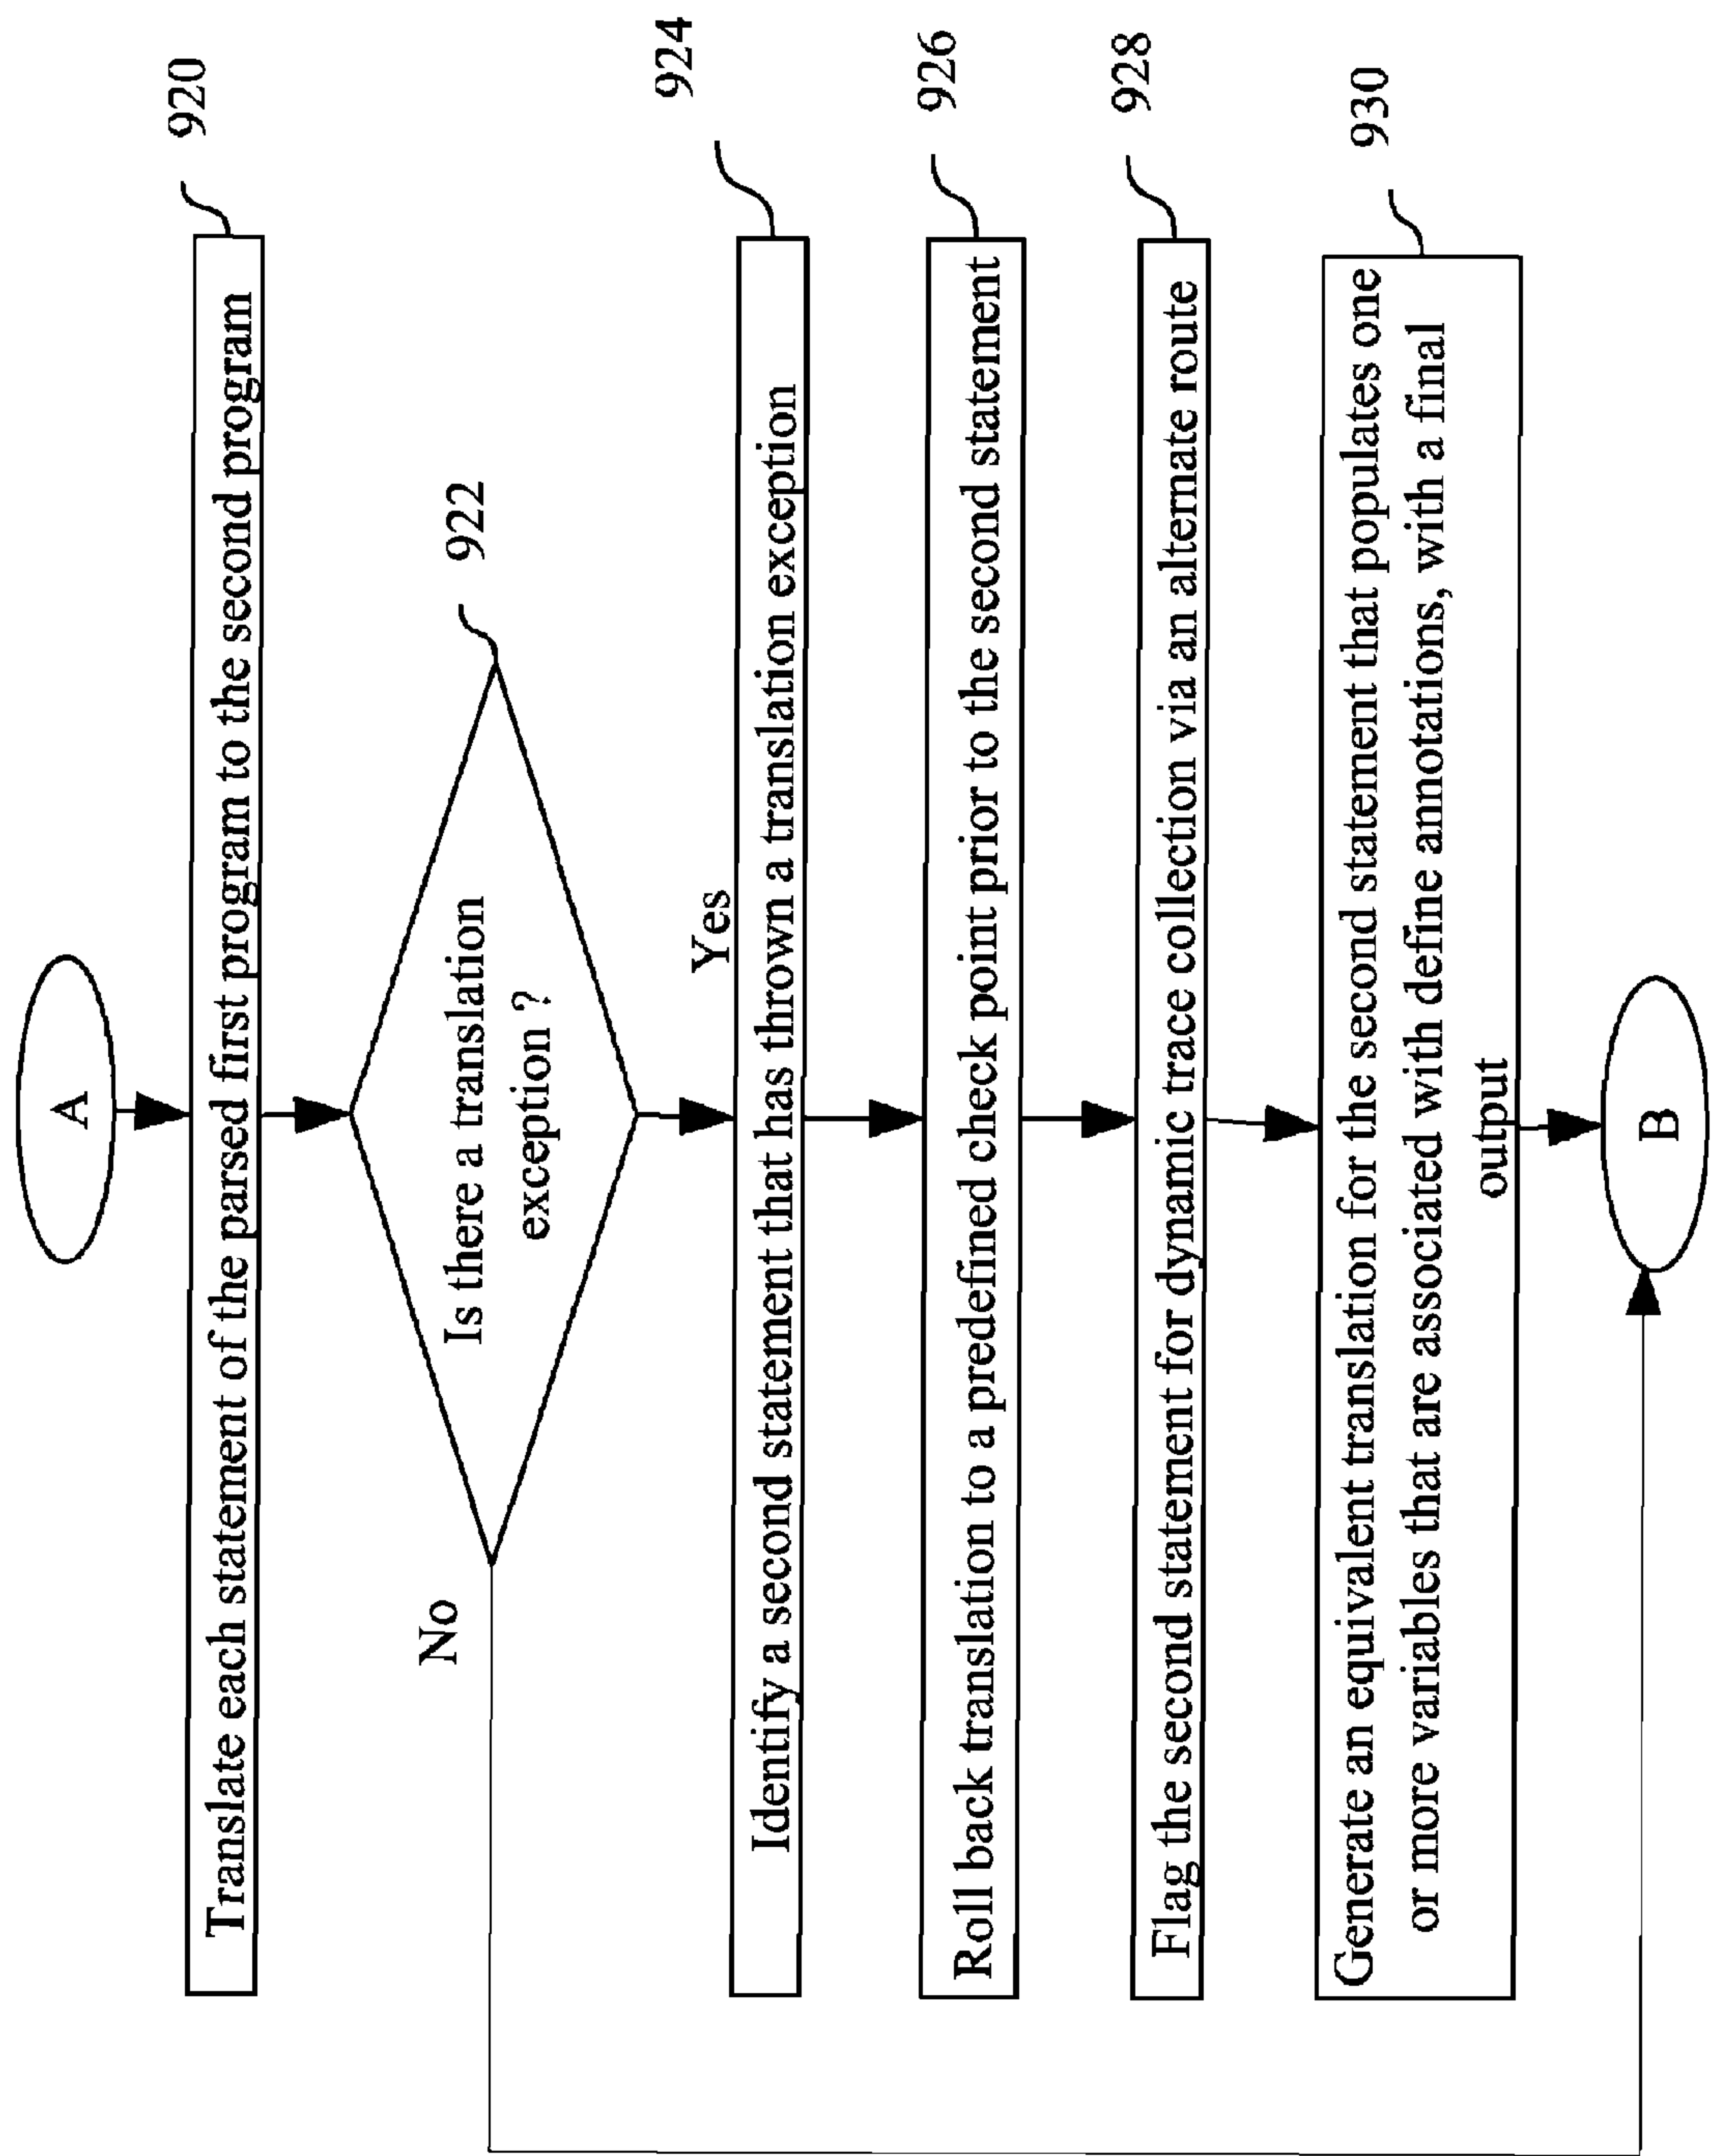 A
920
Translate each statement of the parsed first program to the second program
922
Is there a translation
exception ?
No
Yes
924
Identify a second statement that has thrown a translation exception
926
Roll back translation to a predefined check point prior to the second statement
928
Flag the second statement for dynamic trace collection via an alternate route
930
Generate an equivalent translation for the second statement that populates one
or more variables that are associated with define annotations, with a final
output
B